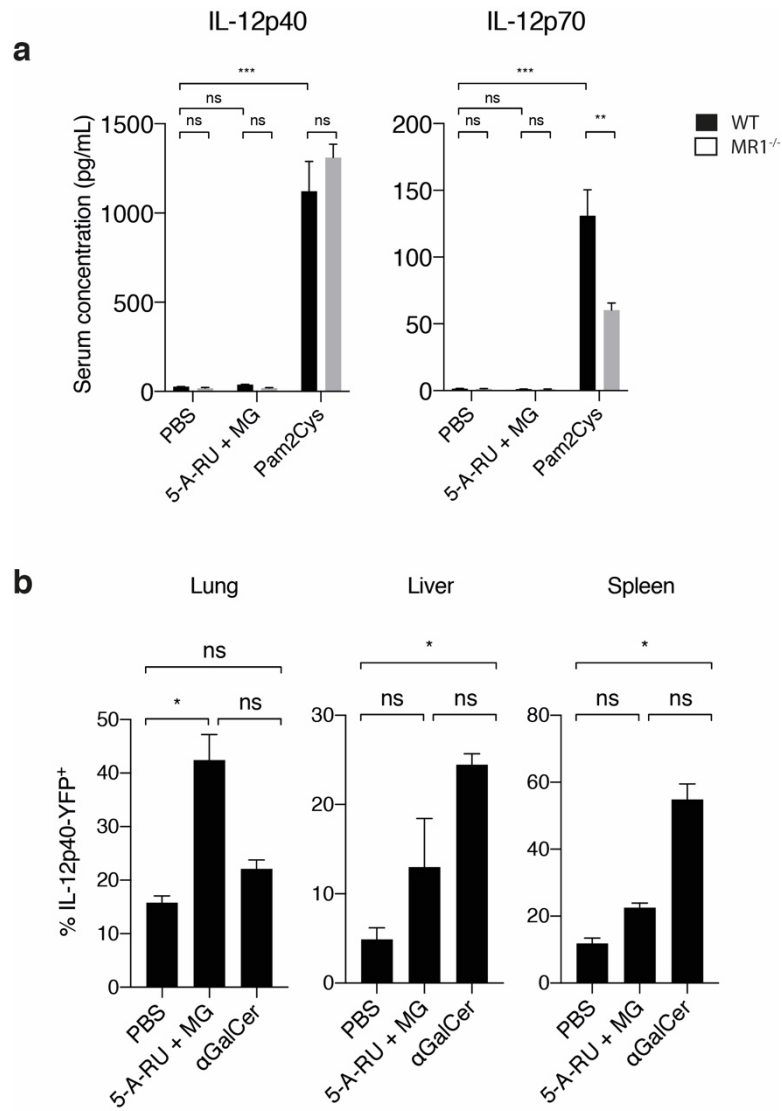 IL-12p40 IL-12p70
a
*** ***
ns ns
ns ns ns ns ns **
WT
MR1-/-
Serum concentration (pg/mL)
1500 200
150
1000
100
500
50
0 0
PBS 5-A-RU + MG Pam2Cys PBS 5-A-RU + MG Pam2Cys
b
Lung Liver Spleen
ns * *
* ns ns ns ns ns
% IL-12p40-YFP+
50 30 80
40
60
20
30
40
20
10
20
10
0 0 0
PBS 5-A-RU + MG αGalCer PBS 5-A-RU + MG αGalCer PBS 5-A-RU + MG αGalCer